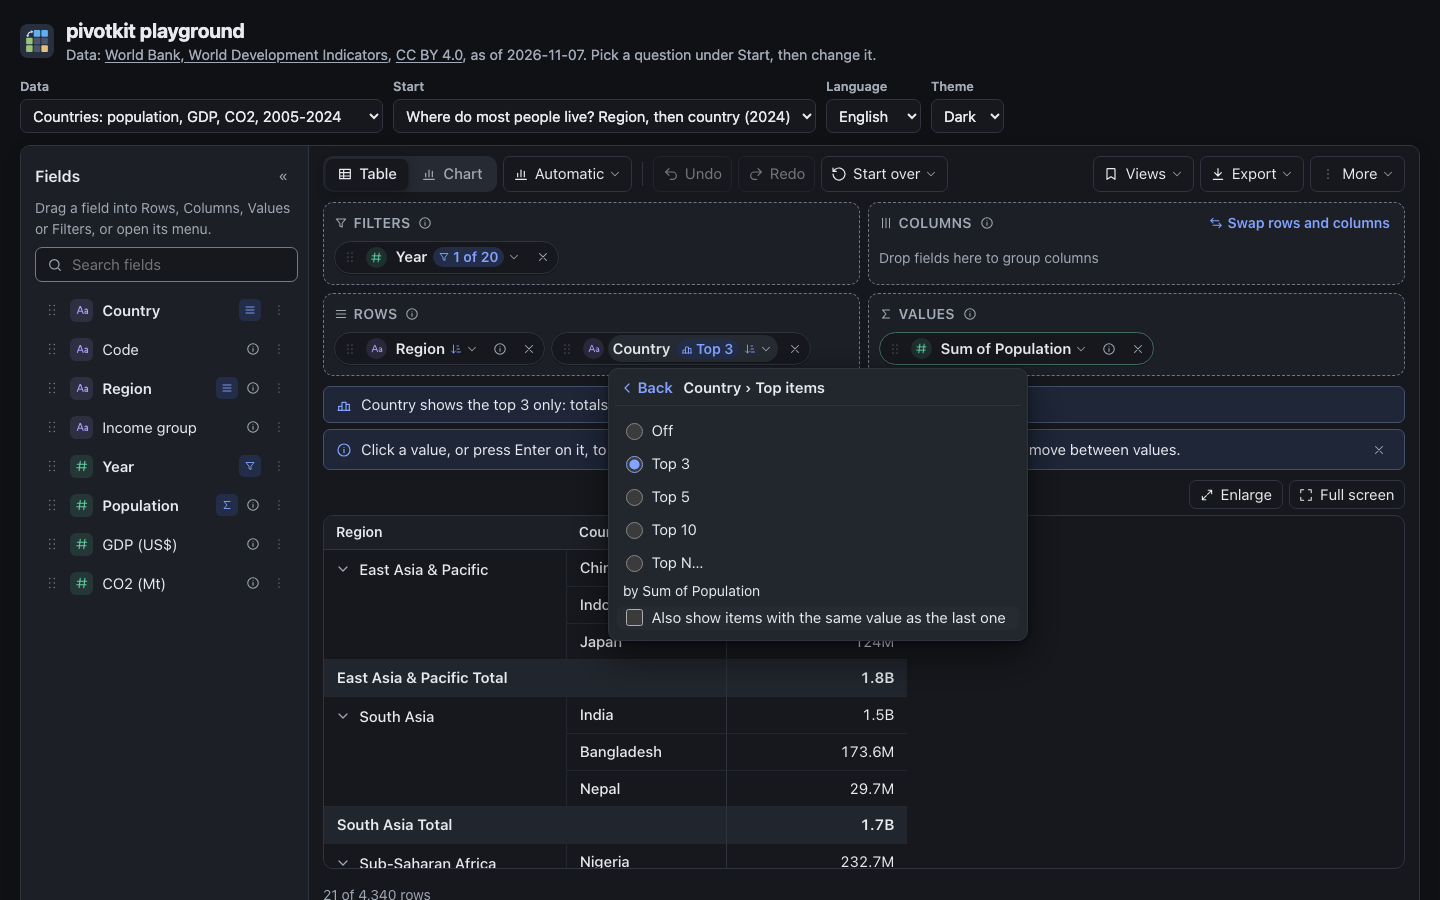 pivotkit playground
Data: World Bank, World Development Indicators, CC BY 4.0, as of 2026-11-07. Pick a question under Start, then change it.
Data
Start
Language
Theme
Countries: population, GDP, CO2, 2005-2024
Where do most people live? Region, then country (2024)
English
Dark
Fields
«
Drag a field into Rows, Columns, Values
or Filters, or open its menu.
Search fields
Aa Country
Aa Code
Aa Region
Aa Income group
# Year
# Population Σ
# GDP (US$)
# CO2 (Mt)
Table
Chart
Automatic
Undo
Redo
Start over
Views
Export
More
FILTERS
# Year 1 of 20
COLUMNS
Swap rows and columns
Drop fields here to group columns
ROWS
Aa Region
Aa Country Top 3
Σ VALUES
# Sum of Population
Country shows the top 3 only: totals
Click a value, or press Enter on it, to
move between values.
Back Country › Top items
Off
Top 3
Top 5
Top 10
Top N...
by Sum of Population
Also show items with the same value as the last one
Enlarge
Full screen
Region
East Asia & Pacific
Japan 124M
East Asia & Pacific Total 1.8B
South Asia India 1.5B
Bangladesh 173.6M
Nepal 29.7M
South Asia Total 1.7B
Sub-Saharan Africa Nigeria 232.7M
21 of 4,340 rows